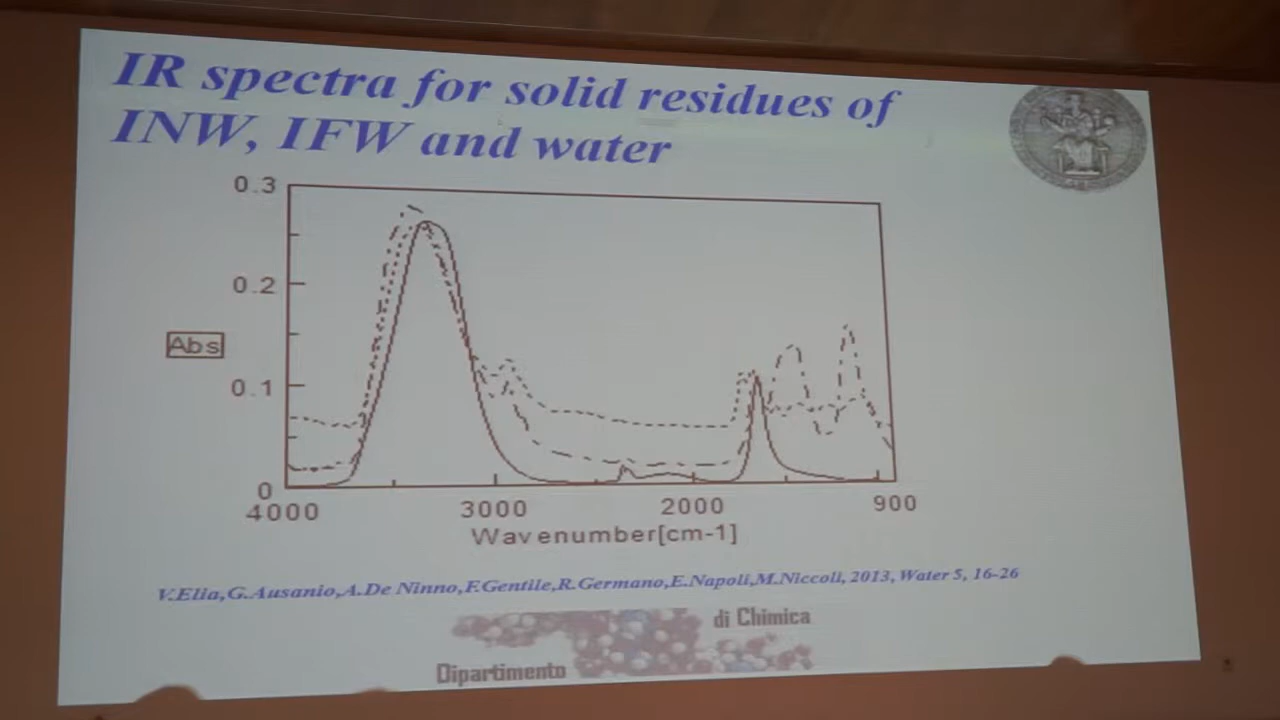 IR spectra for solid residues of
INW, IFW and water
0.3
0.2
Abs
0.1
0
4000
3000
2000
900
Wavenumber[cm-1]
V.Elia,G.Ausanio,A.De Ninno,F.Gentile,R.Germano,E.Napoli,M.Niccoli, 2013, Water 5, 16-26
di Chimica
Dipartimento